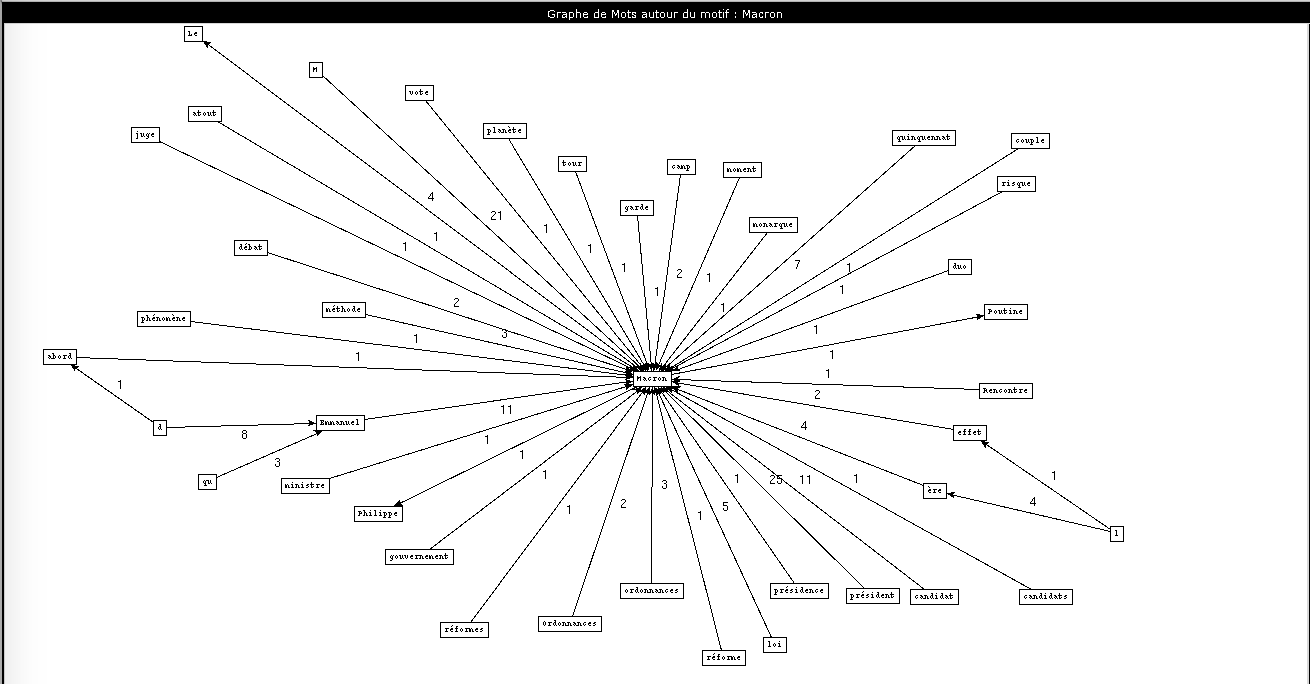 Graphe de Mots autour du motif : Macron
Le
M
vote
atout
juge
planète
tour
camp
moment
quinquennat
couple
risque
garde
monarque
4
21
1
1
1
1
1
2
1
7
1
débat
duo
2
1
1
1
méthode
phénomène
Poutine
3
1
1
1
abord
1
Macron
1
Rencontre
1
2
11
Emmanuel
d
8
effet
4
qu
3
1
ministre
1
1
2
3
1
25
11
1
1
ère
4
l
Philippe
1
5
1
gouvernement
ordonnances
présidence
président
candidat
candidats
réformes
Ordonnances
loi
réforme